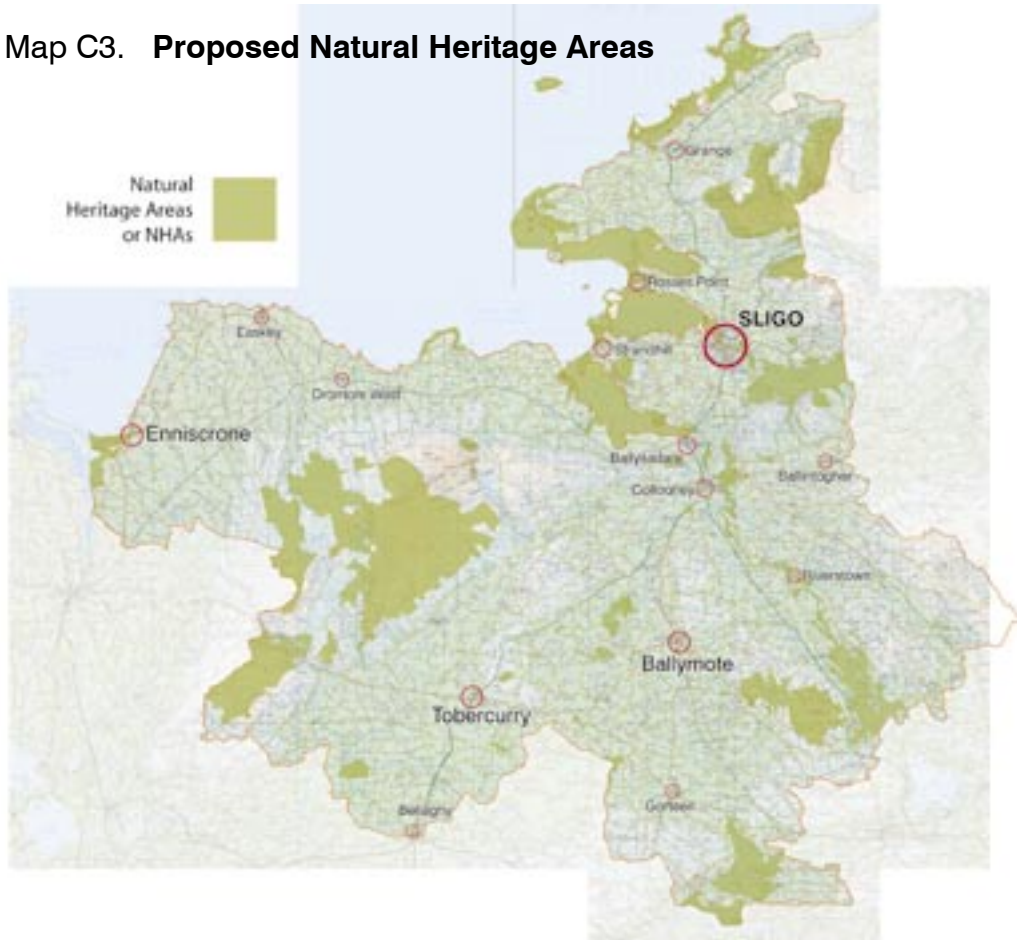 Map C3. Proposed Natural Heritage Areas
Natural
Heritage Areas
or NHAs
Grange
Rosses Point
SLIGO
Strandhill
Easkey
Dromore West
Enniscrone
Ballysadare
Ballintogher
Collooney
Riverstown
Ballymote
Tobercurry
Gorteen
Bellaghy